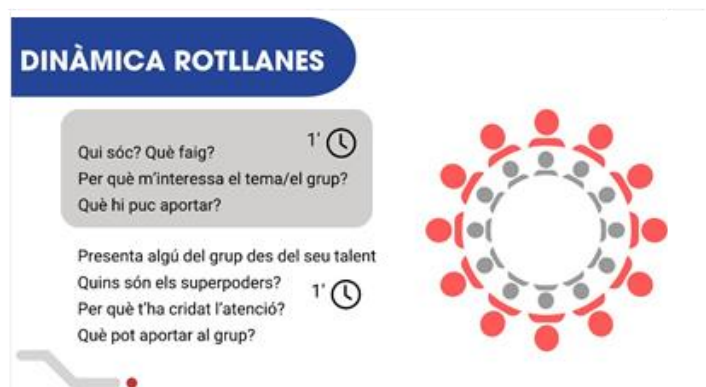 DINÀMICA ROTLLANES
1'
Qui sóc? Què faig?
Per què m'interessa el tema/el grup?
Què hi puc aportar?
Presenta algú del grup des del seu talent
Quins són els superpoders?
1'
Per què t'ha cridat l'atenció?
Què pot aportar al grup?